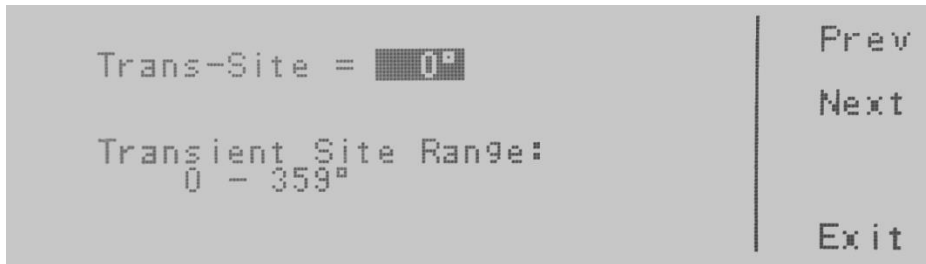 Trans-Site = 0°
Transient Site Range:
0 - 359°
Prev
Next
Exit